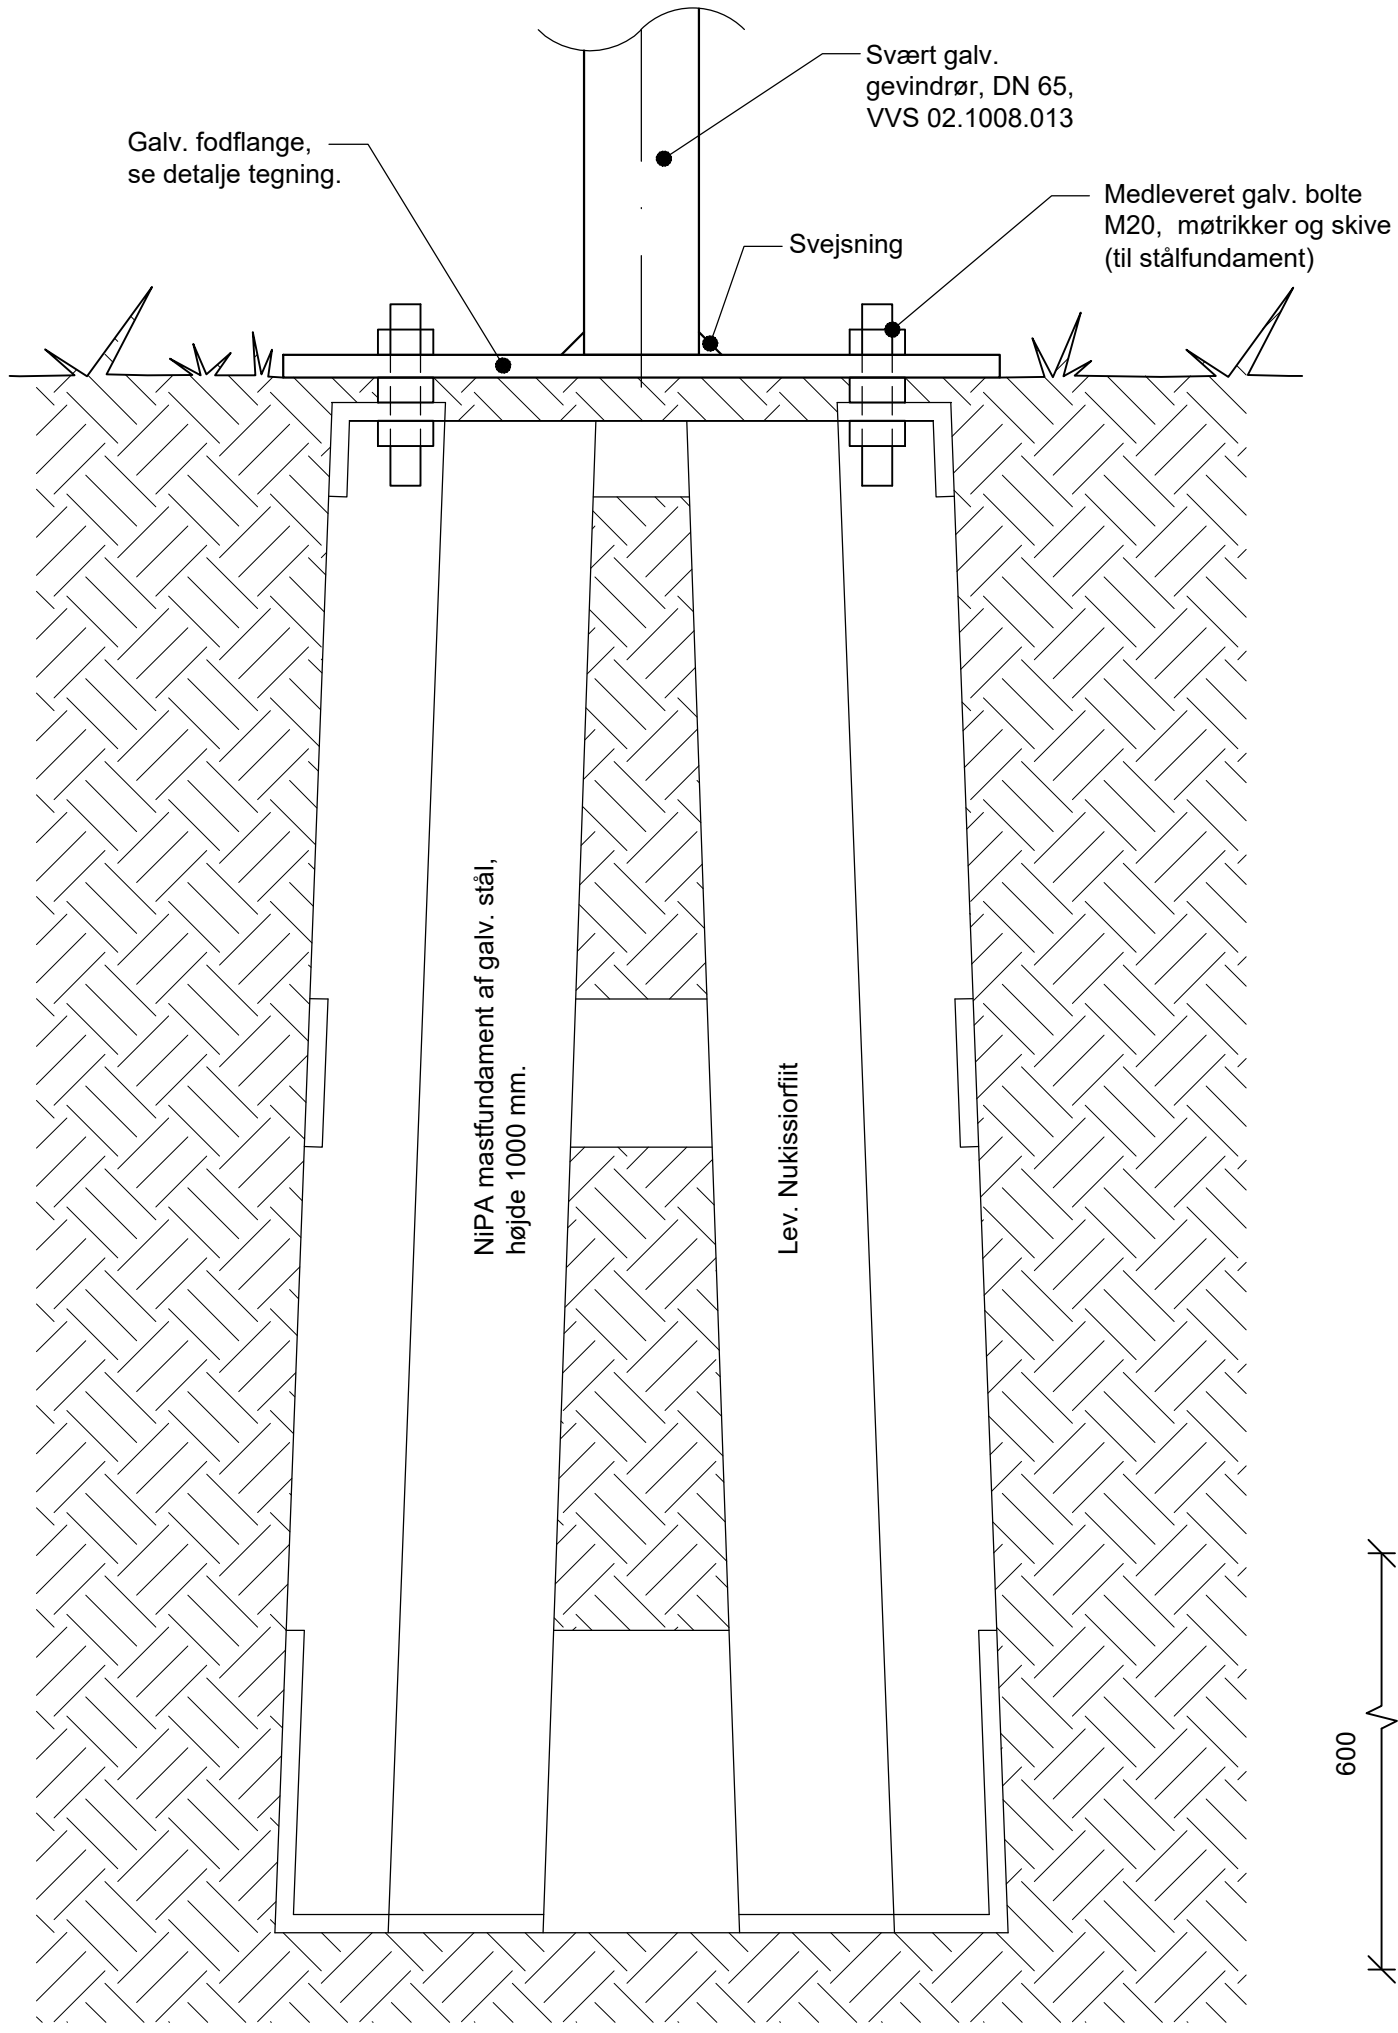 Svært galv.
gevindrør, DN 65,
VVS 02.1008.013
Galv. fodflange,
se detalje tegning.
Medleveret galv. bolte
M20, møtrikker og skive
(til stålfundament)
Svejsning
NiPA mastfundament af galv. stål,
højde 1000 mm.
Lev. Nukissiorfiit
600